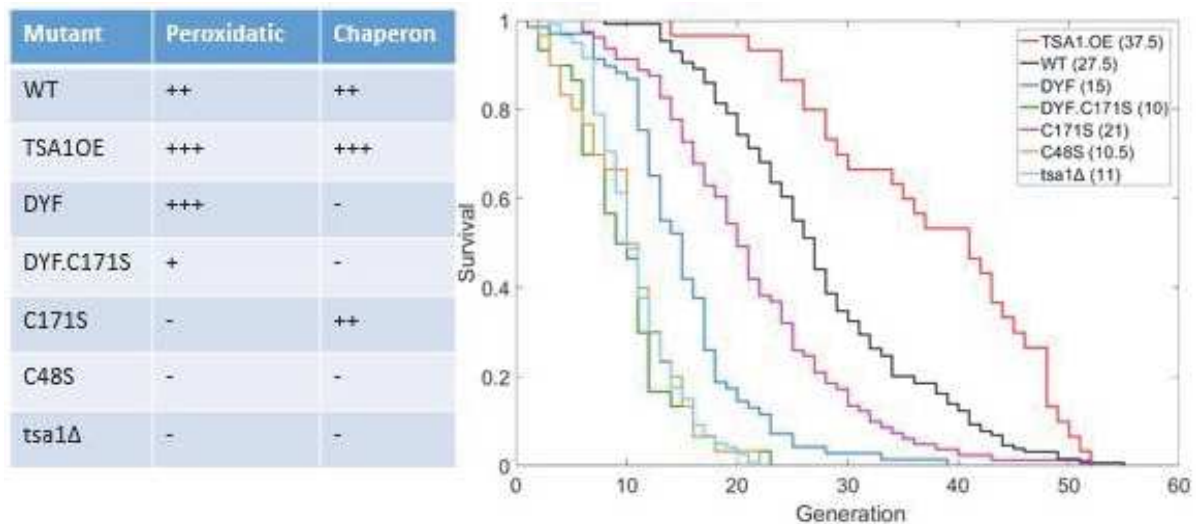 Mutant Peroxidatic Chaperon
WT ++ ++
TSA1OE +++ +++
DYF +++ -
DYF.C171S + -
C171S - ++
C48S - -
tsa1Δ - -
1
0.8
0.6
0.4
0.2
0
Survival
TSA1.OE (37.5)
WT (27.5)
DYF (15)
DYF.C171S (10)
C171S (21)
C48S (10.5)
tsa1Δ (11)
0 10 20 30 40 50 60
Generation